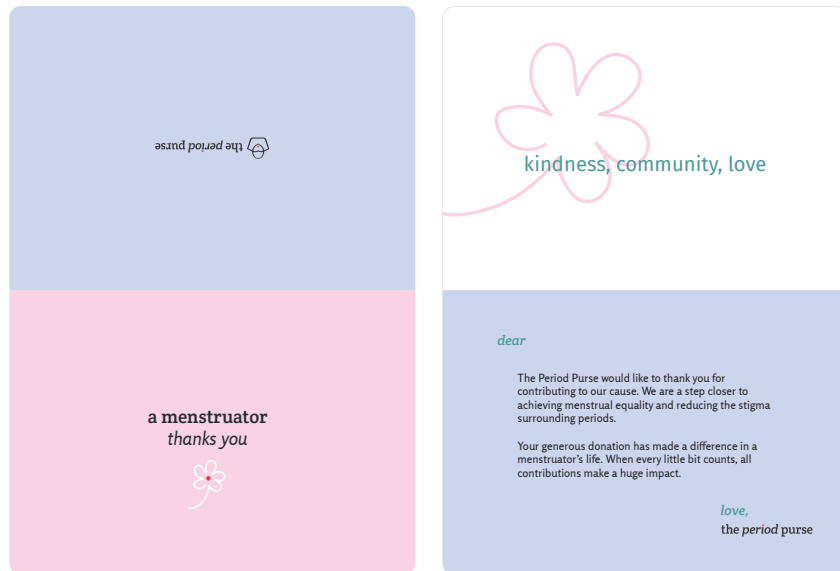 the period purse
a menstruator
thanks you
kindness, community, love
dear
The Period Purse would like to thank you for
contributing to our cause. We are a step closer to
achieving menstrual equality and reducing the stigma
surrounding periods.
Your generous donation has made a difference in a
menstruator's life. When every little bit counts, all
contributions make a huge impact.
love,
the period purse